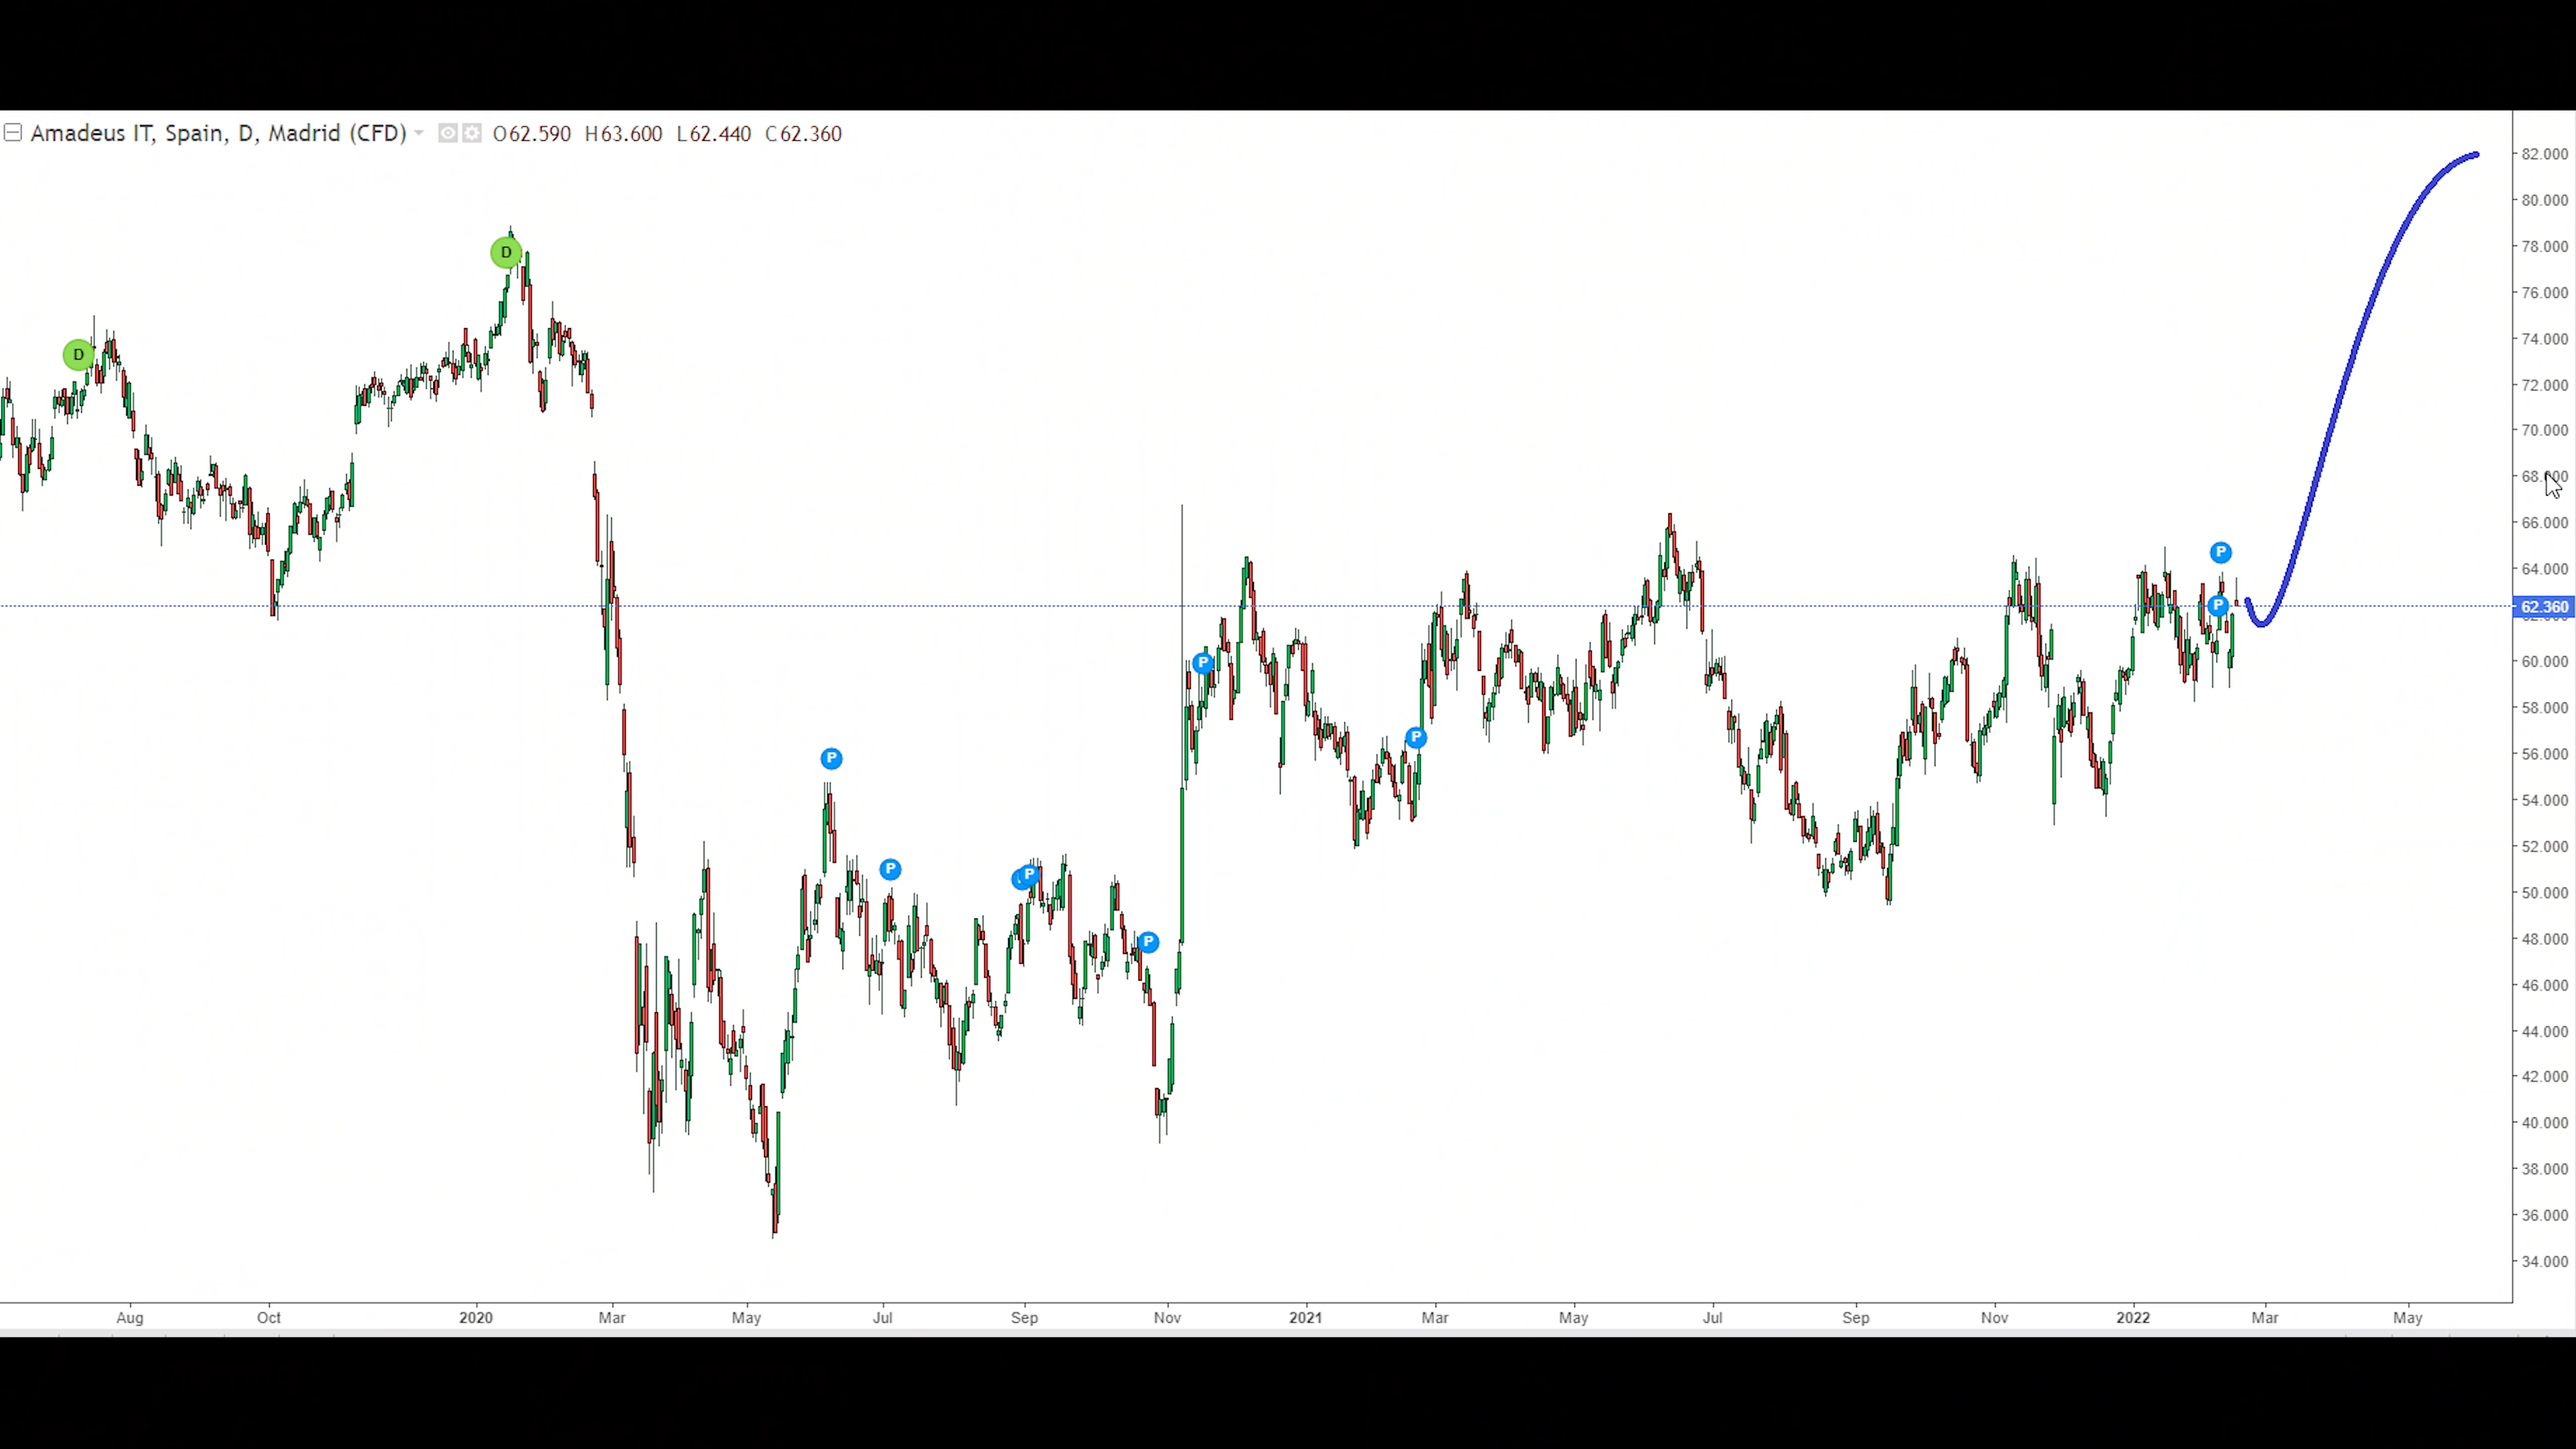 Amadeus IT, Spain, D, Madrid (CFD) O62.590 H63.600 L62.440 C62.360
82.000
80.000
78.000
76.000
74.000
72.000
70.000
68.000
66.000
64.000
62.360
62.000
60.000
58.000
56.000
54.000
52.000
50.000
48.000
46.000
44.000
42.000
40.000
38.000
36.000
34.000
D
D
P
P
P
P
P
P
P
P
P
Aug Oct 2020 Mar May Jul Sep Nov 2021 Mar May Jul Sep Nov 2022 Mar May